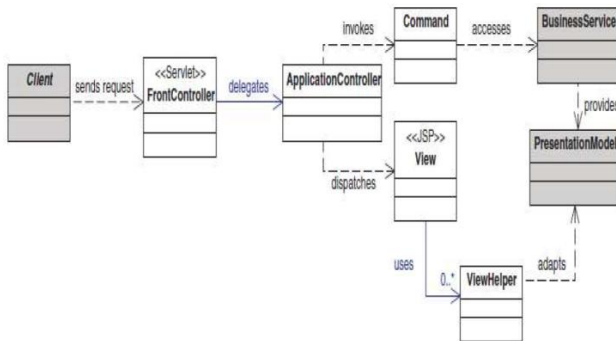 invokes
Command
accesses
BusinessService
Client
sends request
<<Servlet>>
FrontController
delegates
ApplicationController
provides
<<JSP>>
View
PresentationModel
dispatches
uses
0..*
ViewHelper
adapts